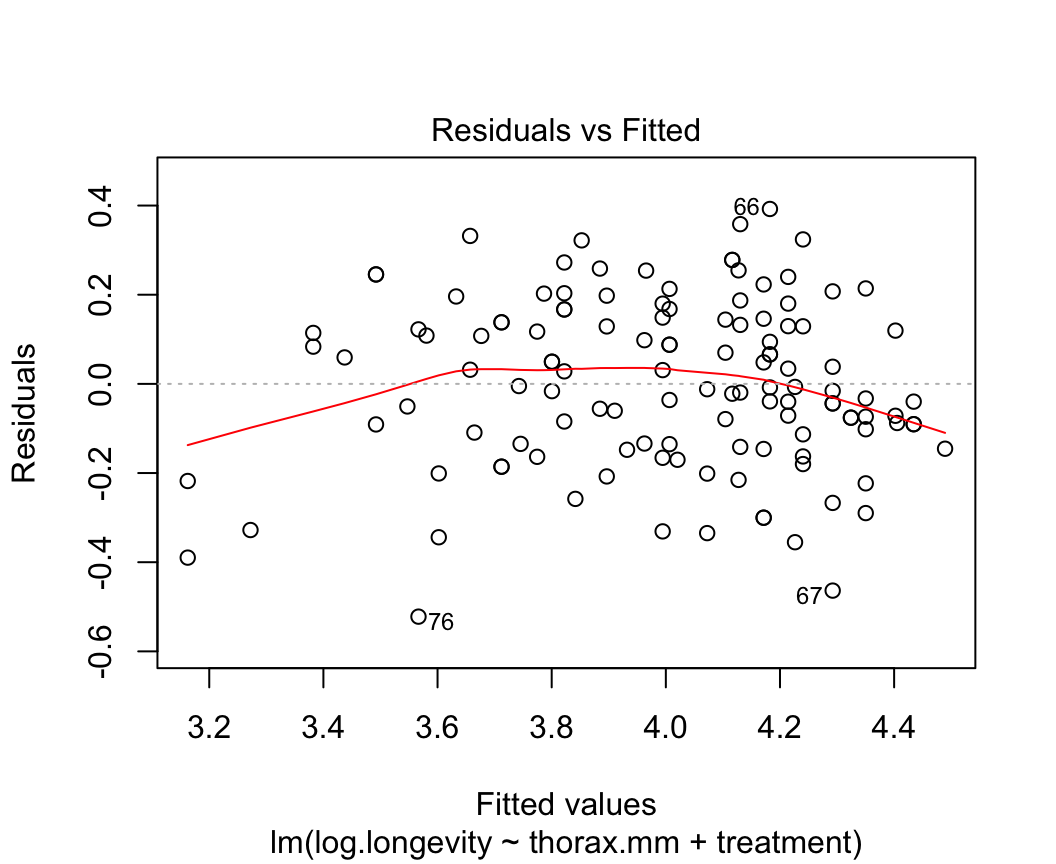 Residuals vs Fitted
Residuals
0.4
0.2
0.0
-0.2
-0.4
-0.6
66
67
76
3.2 3.4 3.6 3.8 4.0 4.2 4.4
Fitted values
lm(log.longevity ~ thorax.mm + treatment)